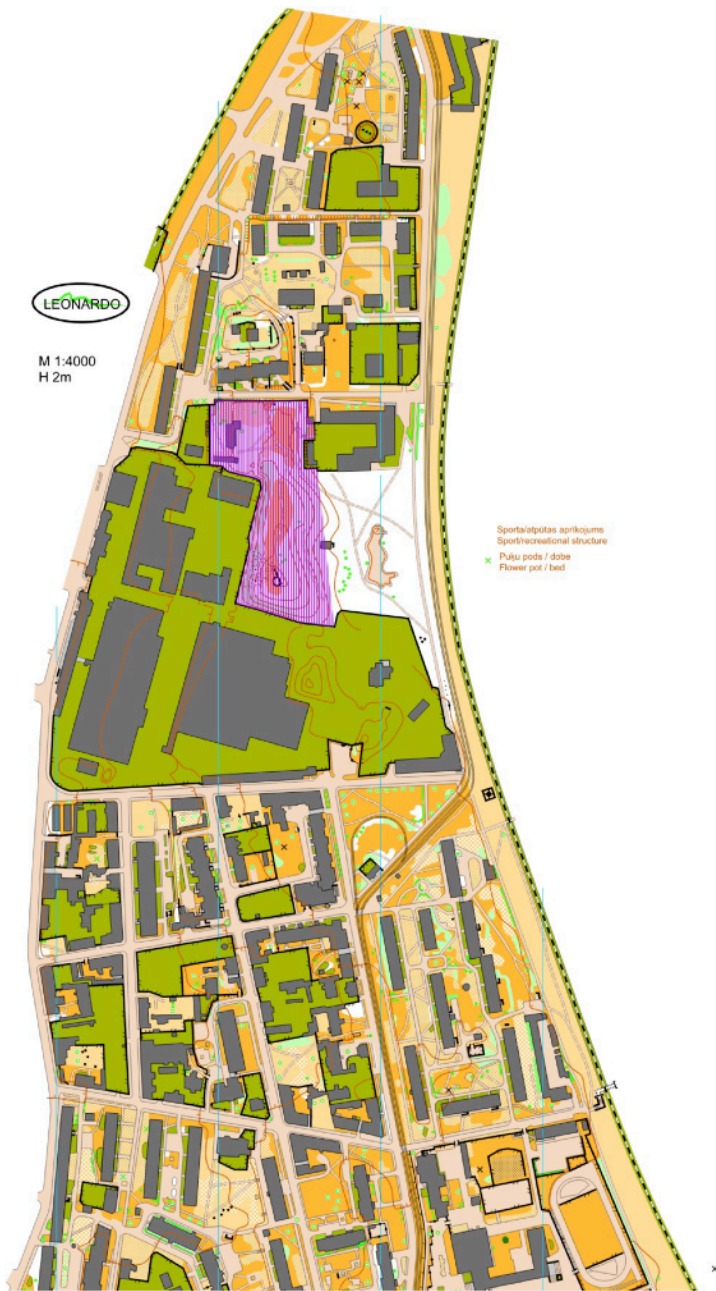 LEONARDO
M 1:4000
H 2m
Sporta/atpūtas aprīkojums
Sport/recreational structure
Puķu pods / dobe
Flower pot / bed